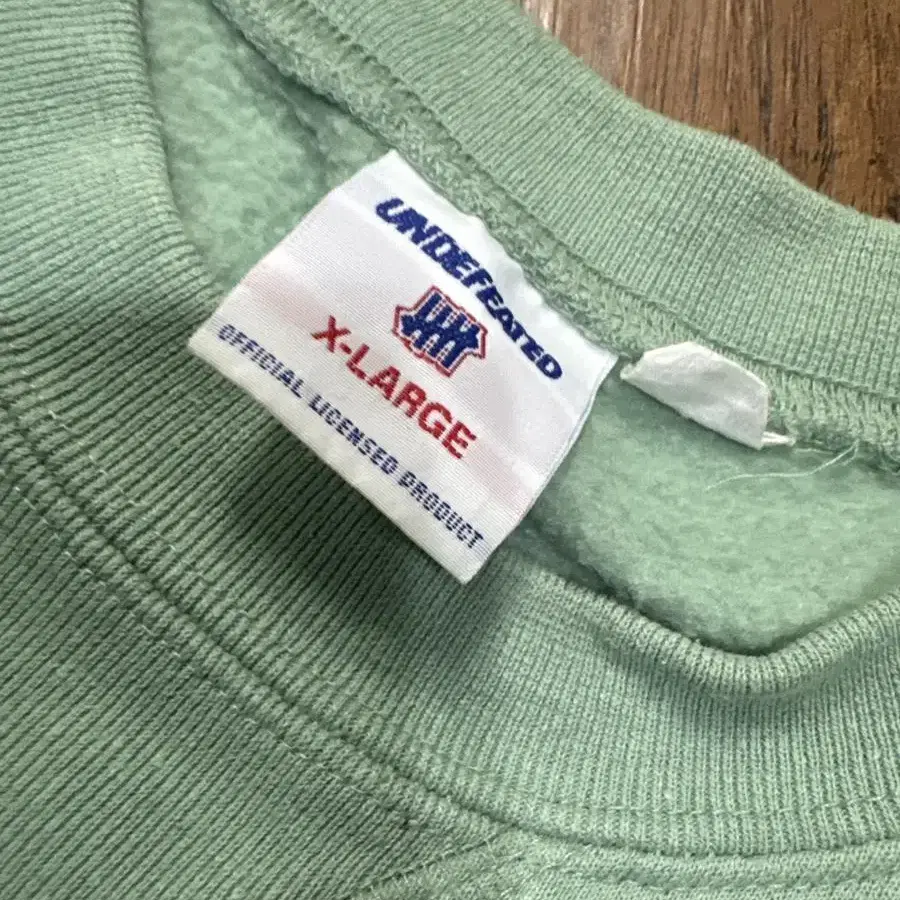 UNDEFEATED
X-LARGE
OFFICIAL LICENSED PRODUCT